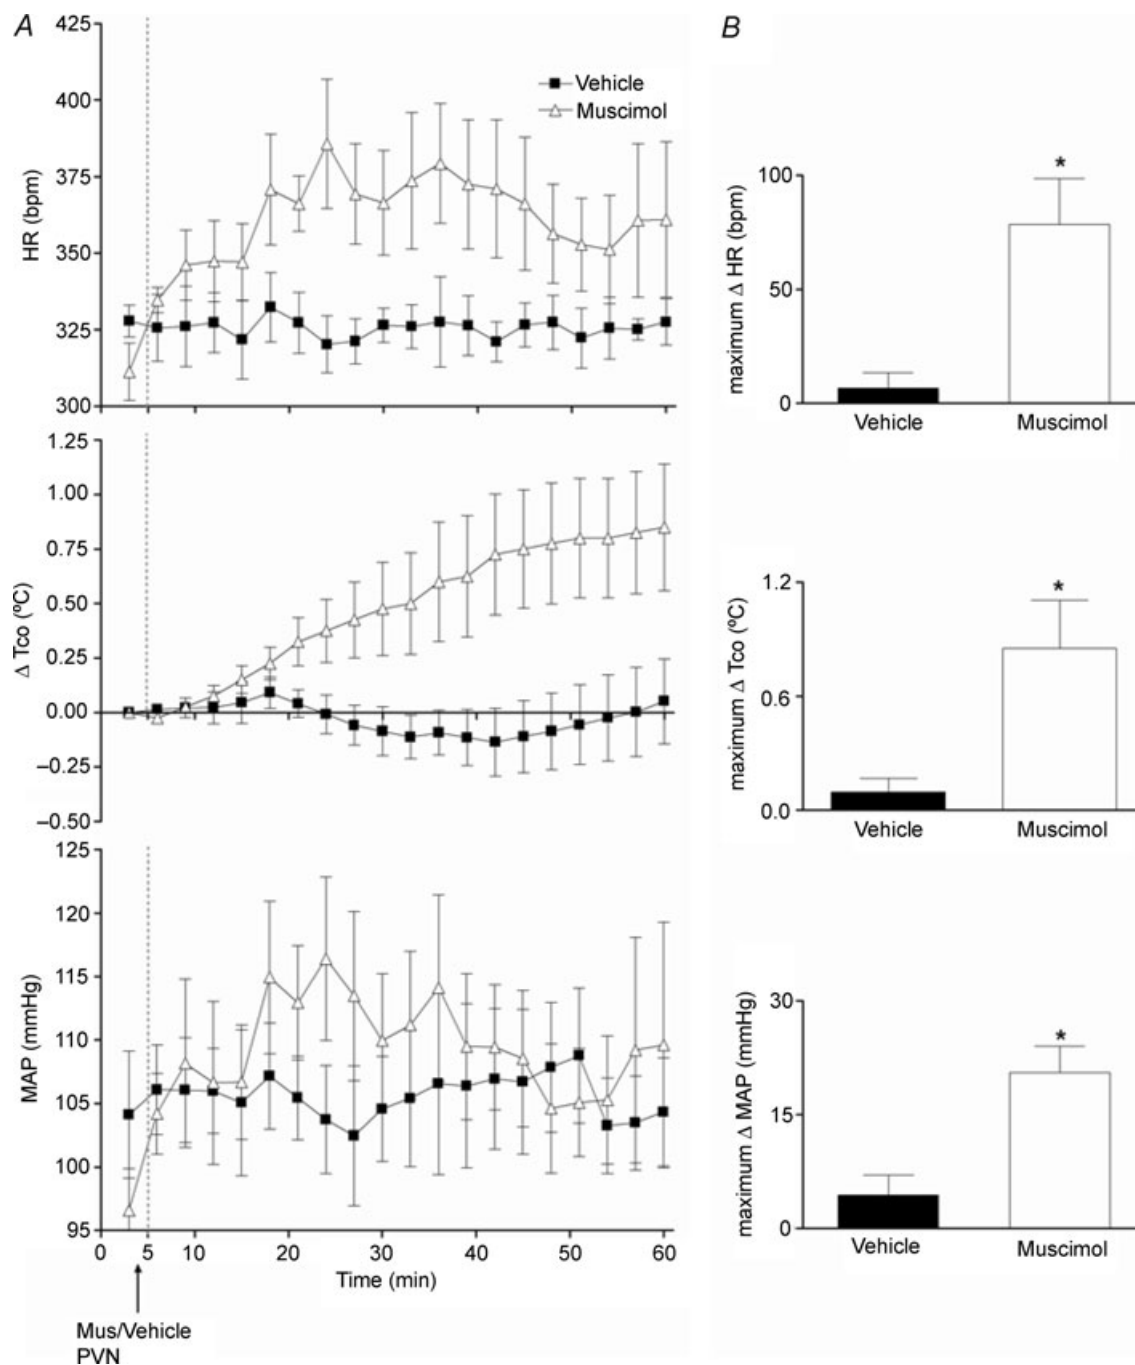 A
425
400
375
350
325
300
HR (bpm)
Vehicle
Muscimol
1.25
1.00
0.75
0.50
0.25
0.00
–0.25
–0.50
Δ Tco (ºC)
125
120
115
110
105
100
95
MAP (mmHg)
0 5 10 20 30 40 50 60
Time (min)
Mus/Vehicle
PVN
B
maximum Δ HR (bpm)
100
50
0
*
Vehicle Muscimol
maximum Δ Tco (ºC)
1.2
0.6
0.0
*
Vehicle Muscimol
maximum Δ MAP (mmHg)
30
15
0
*
Vehicle Muscimol